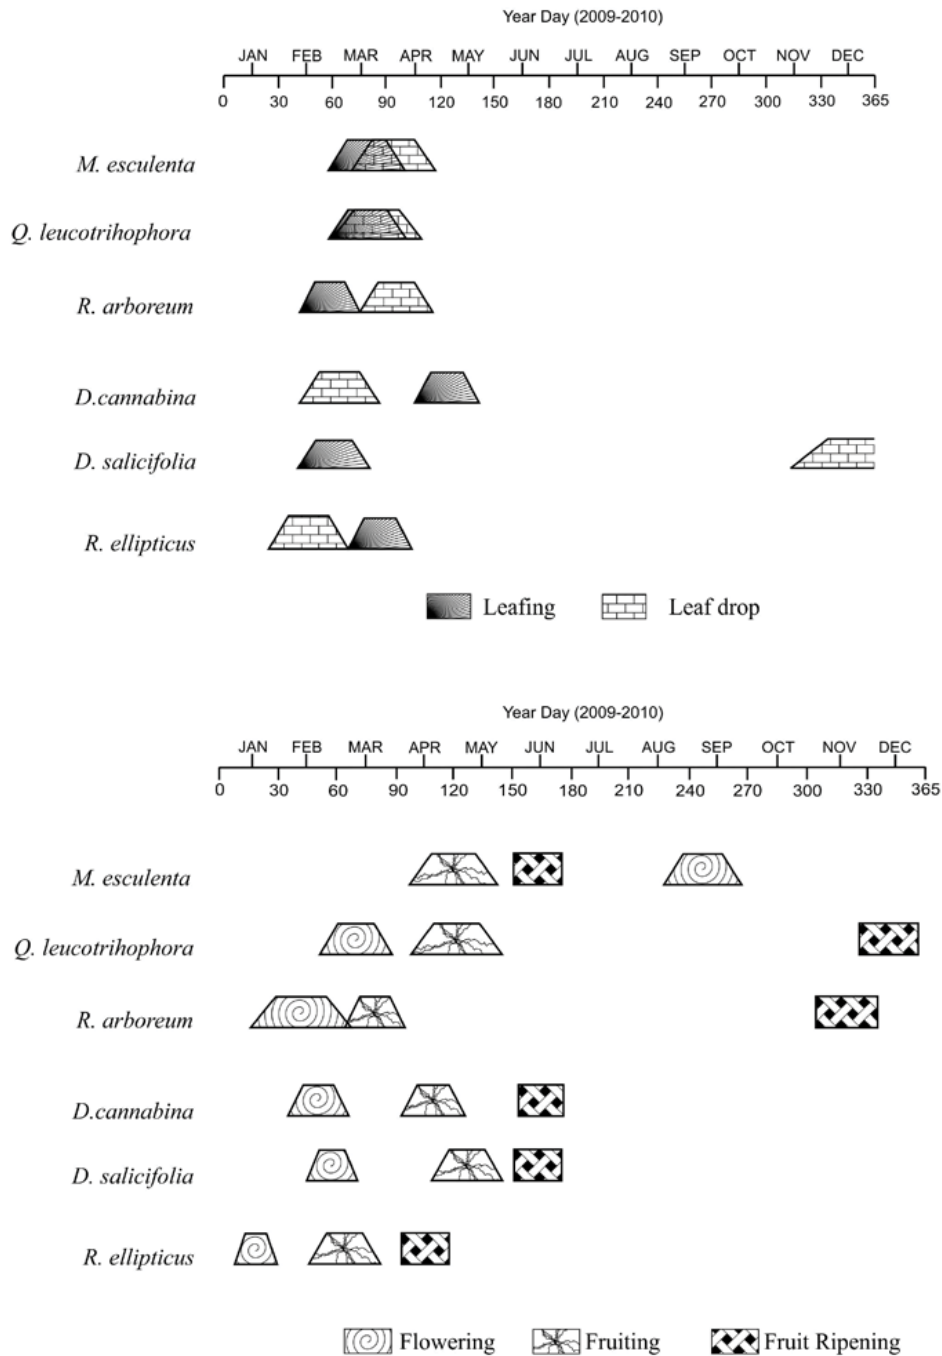 Year Day (2009-2010)
JAN FEB MAR APR MAY JUN JUL AUG SEP OCT NOV DEC
0 30 60 90 120 150 180 210 240 270 300 330 365
M. esculenta
Q. leucotrihophora
R. arboreum
D.cannabina
D. salicifolia
R. ellipticus
Leafing Leaf drop
Year Day (2009-2010)
JAN FEB MAR APR MAY JUN JUL AUG SEP OCT NOV DEC
0 30 60 90 120 150 180 210 240 270 300 330 365
M. esculenta
Q. leucotrihophora
R. arboreum
D.cannabina
D. salicifolia
R. ellipticus
Flowering Fruiting Fruit Ripening